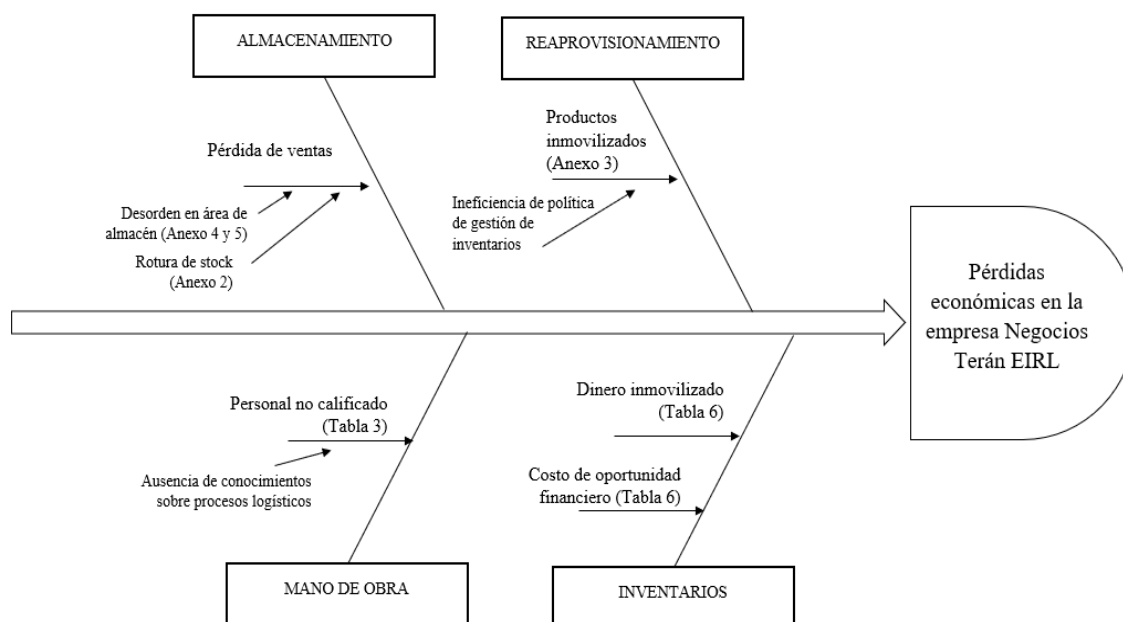 ALMACENAMIENTO
REAPROVISIONAMIENTO
Pérdida de ventas
Desorden en área de
almacén (Anexo 4 y 5)
Rotura de stock
(Anexo 2)
Productos
inmovilizados
(Anexo 3)
Ineficiencia de política
de gestión de
inventarios
Pérdidas
económicas en la
empresa Negocios
Terán EIRL
Personal no calificado
(Tabla 3)
Ausencia de conocimientos
sobre procesos logísticos
Dinero inmovilizado
(Tabla 6)
Costo de oportunidad
financiero (Tabla 6)
MANO DE OBRA
INVENTARIOS